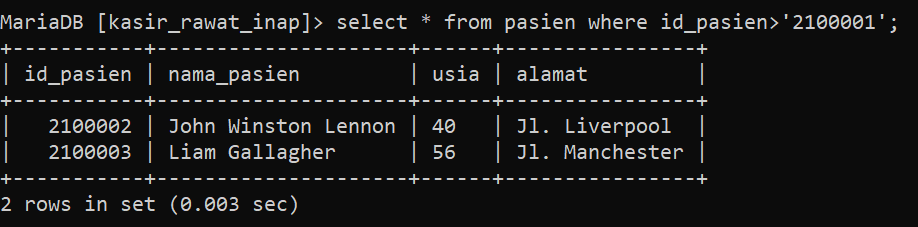 MariaDB [kasir_rawat_inap]> select * from pasien where id_pasien>'2100001';
+-----------+---------------------+------+----------------+
| id_pasien | nama_pasien         | usia | alamat         |
+-----------+---------------------+------+----------------+
|   2100002 | John Winston Lennon | 40   | Jl. Liverpool  |
|   2100003 | Liam Gallagher      | 56   | Jl. Manchester |
+-----------+---------------------+------+----------------+
2 rows in set (0.003 sec)